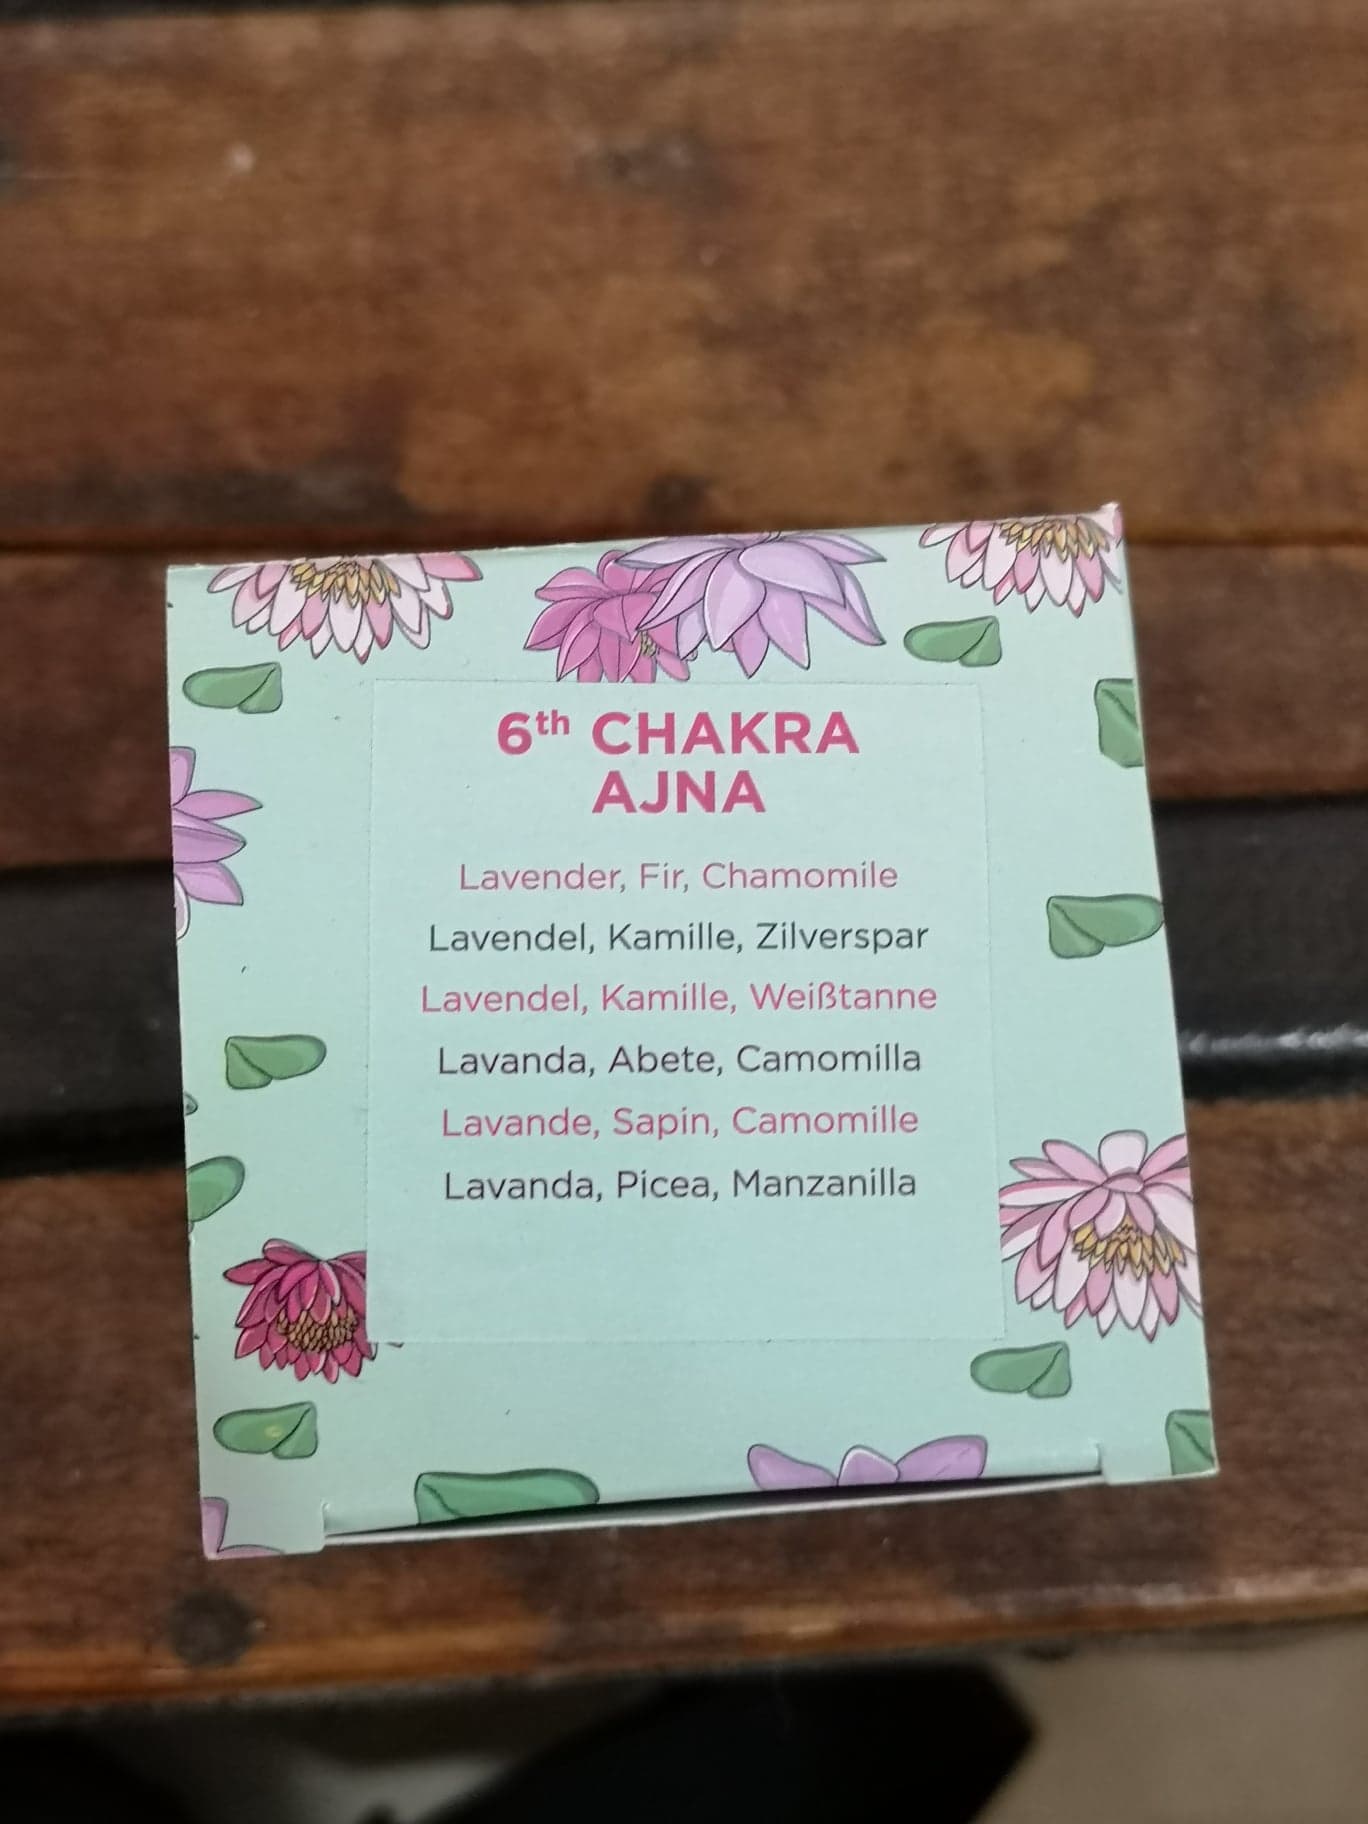 6th CHAKRA
AJNA
Lavender, Fir, Chamomile
Lavendel, Kamille, Zilverspar
Lavendel, Kamille, Weißtanne
Lavanda, Abete, Camomilla
Lavande, Sapin, Camomille
Lavanda, Picea, Manzanilla